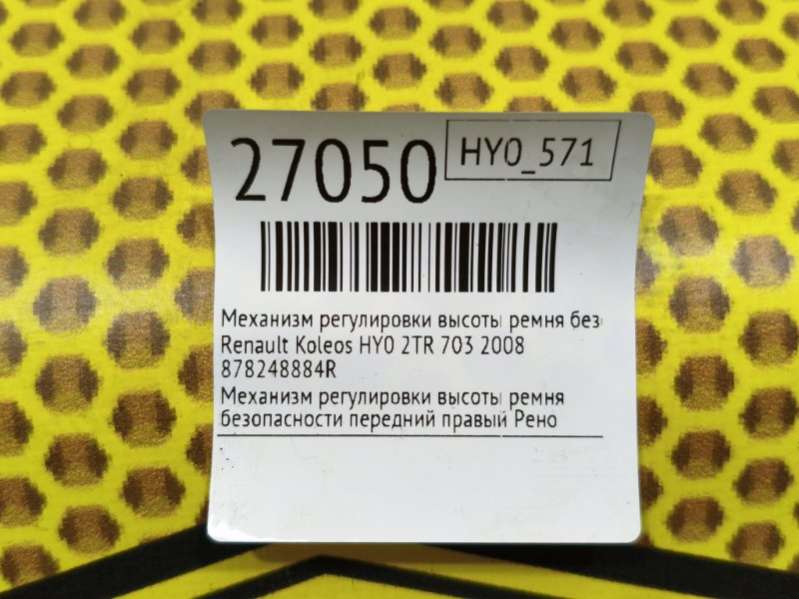 27050
HY0_571
Механизм регулировки высоты ремня без
Renault Koleos HY0 2TR 703 2008
878248884R
Механизм регулировки высоты ремня
безопасности передний правый Рено